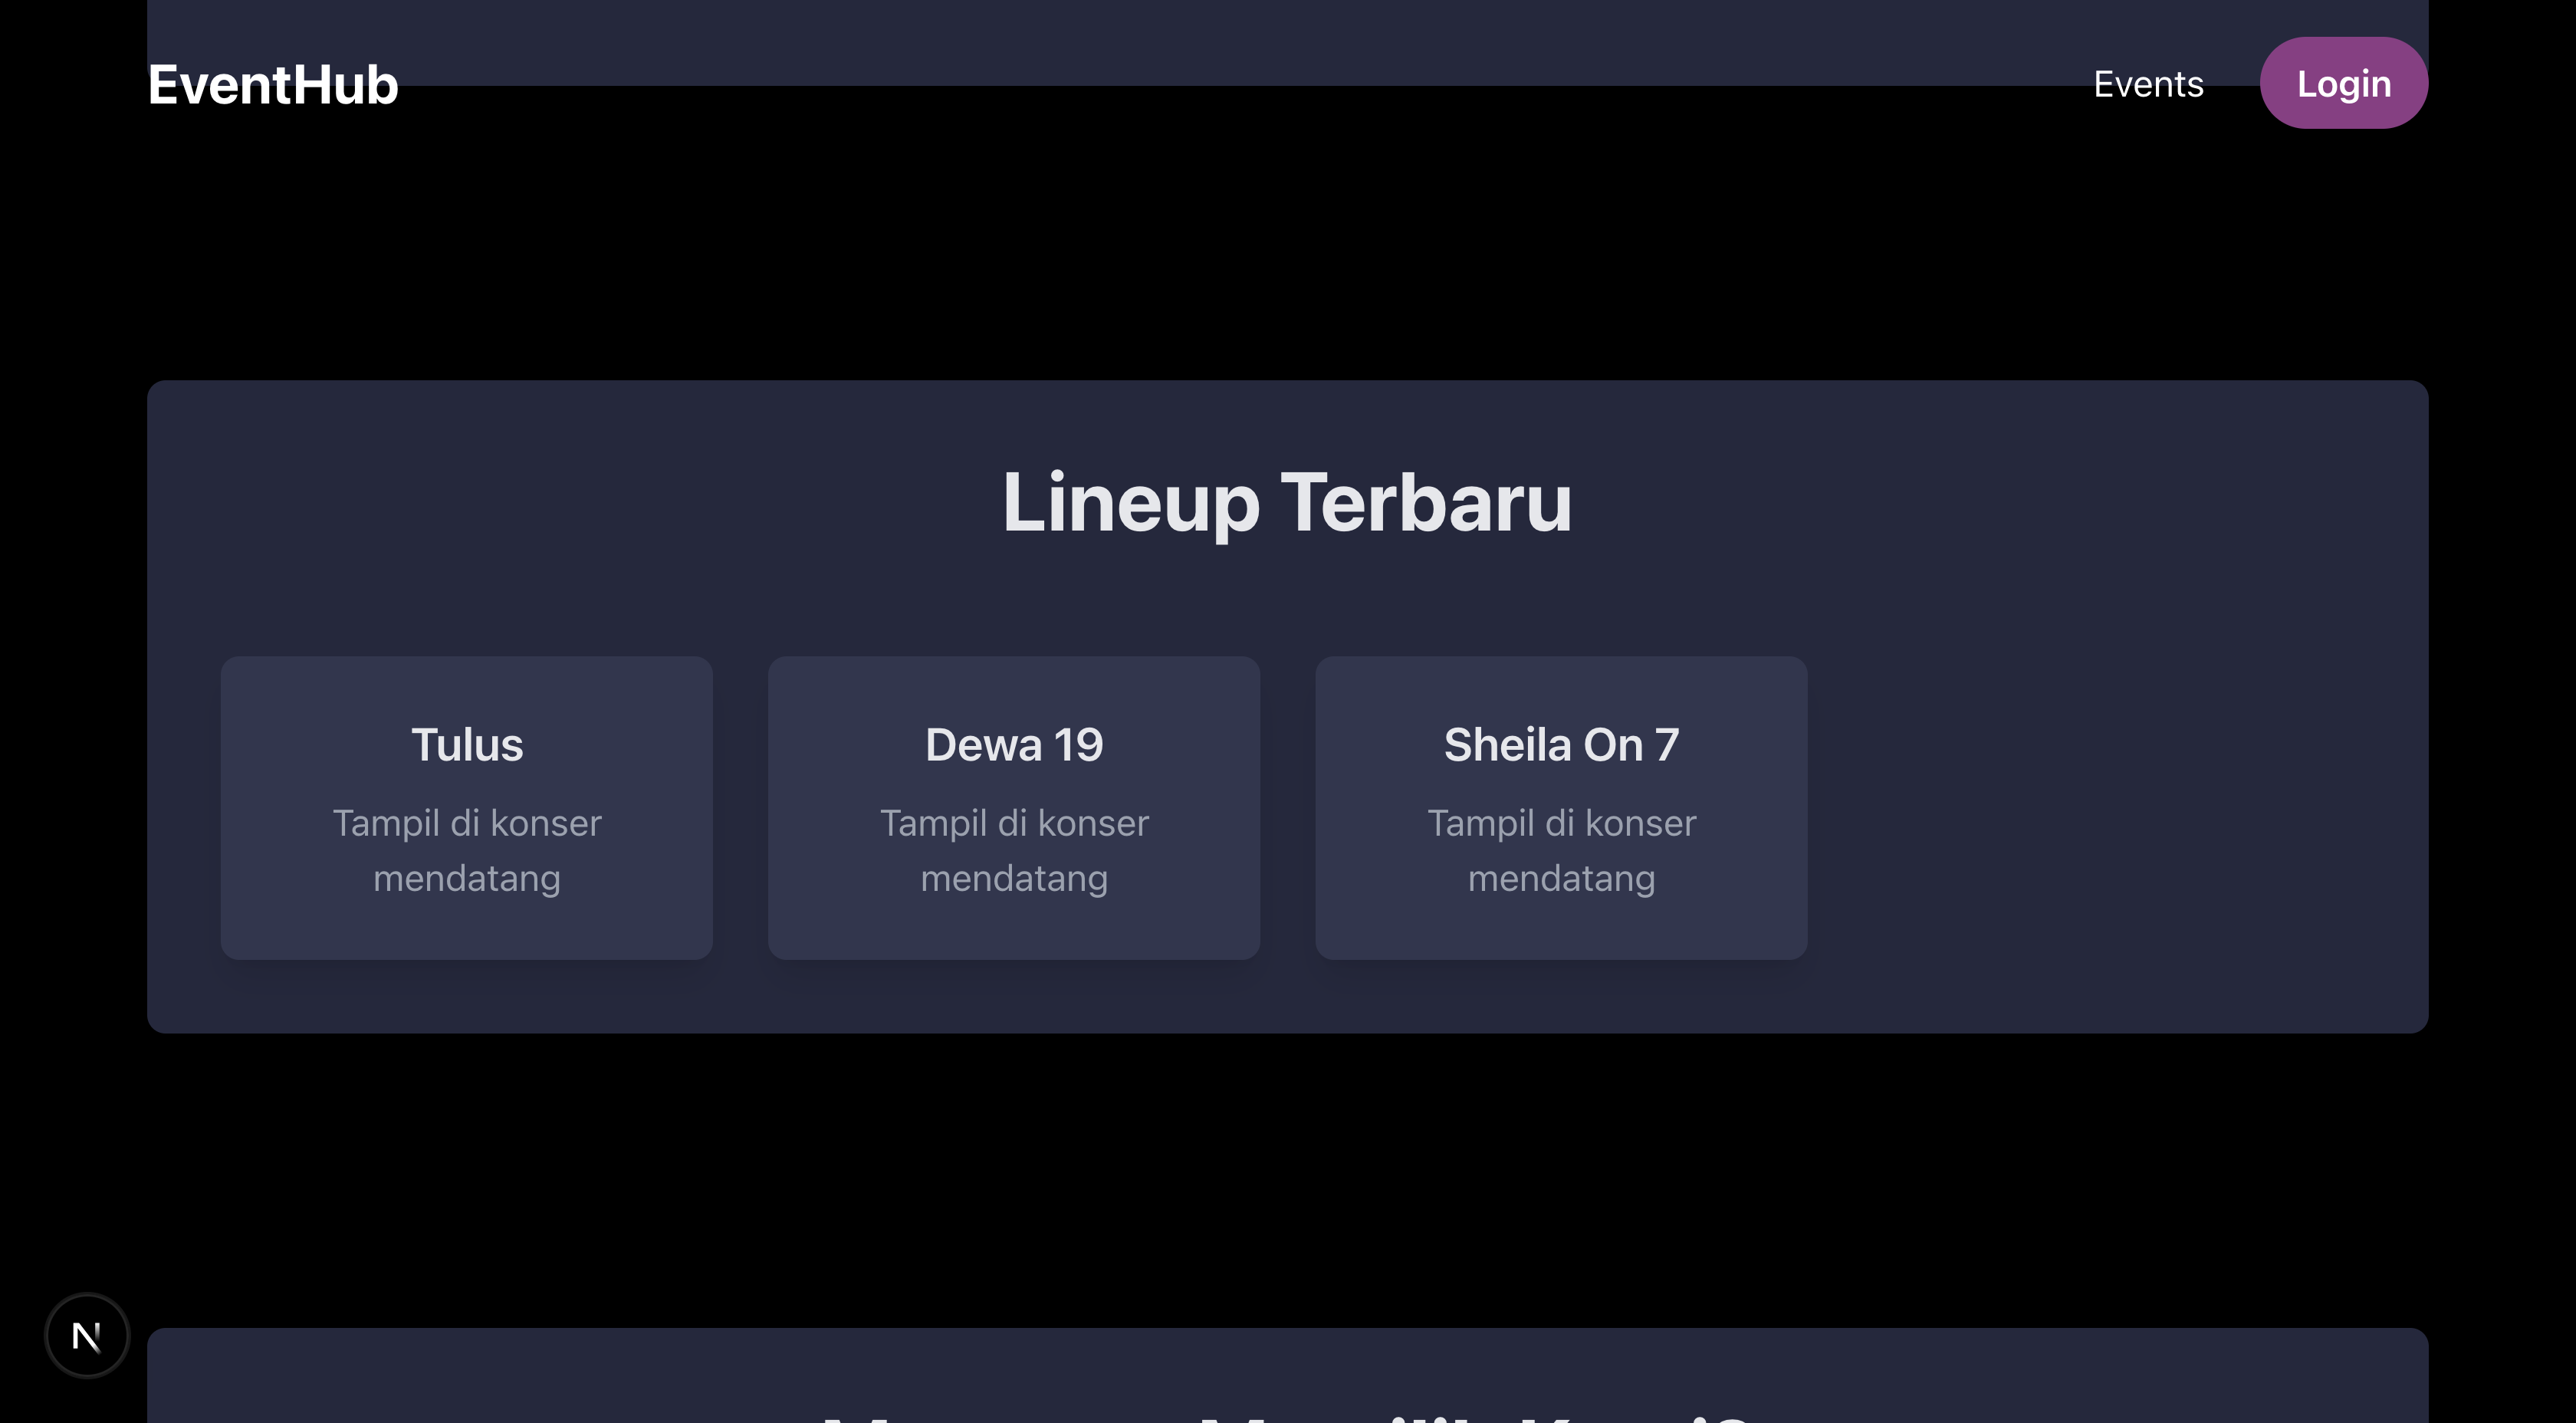 EventHub
Events
Login
Lineup Terbaru
Tulus
Tampil di konser
mendatang
Dewa 19
Tampil di konser
mendatang
Sheila On 7
Tampil di konser
mendatang
N